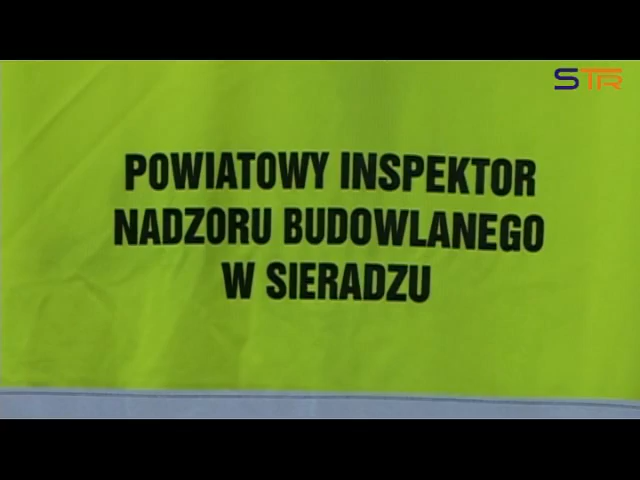 STR
POWIATOWY INSPEKTOR
NADZORU BUDOWLANEGO
W SIERADZU